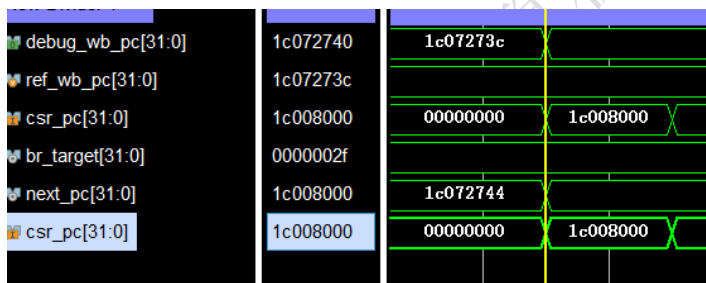 debug_wb_pc[31:0] 1c072740 1c07273c
ref_wb_pc[31:0] 1c07273c
csr_pc[31:0] 1c008000 00000000 1c008000
br_target[31:0] 0000002f
next_pc[31:0] 1c008000 1c072744
csr_pc[31:0] 1c008000 00000000 1c008000